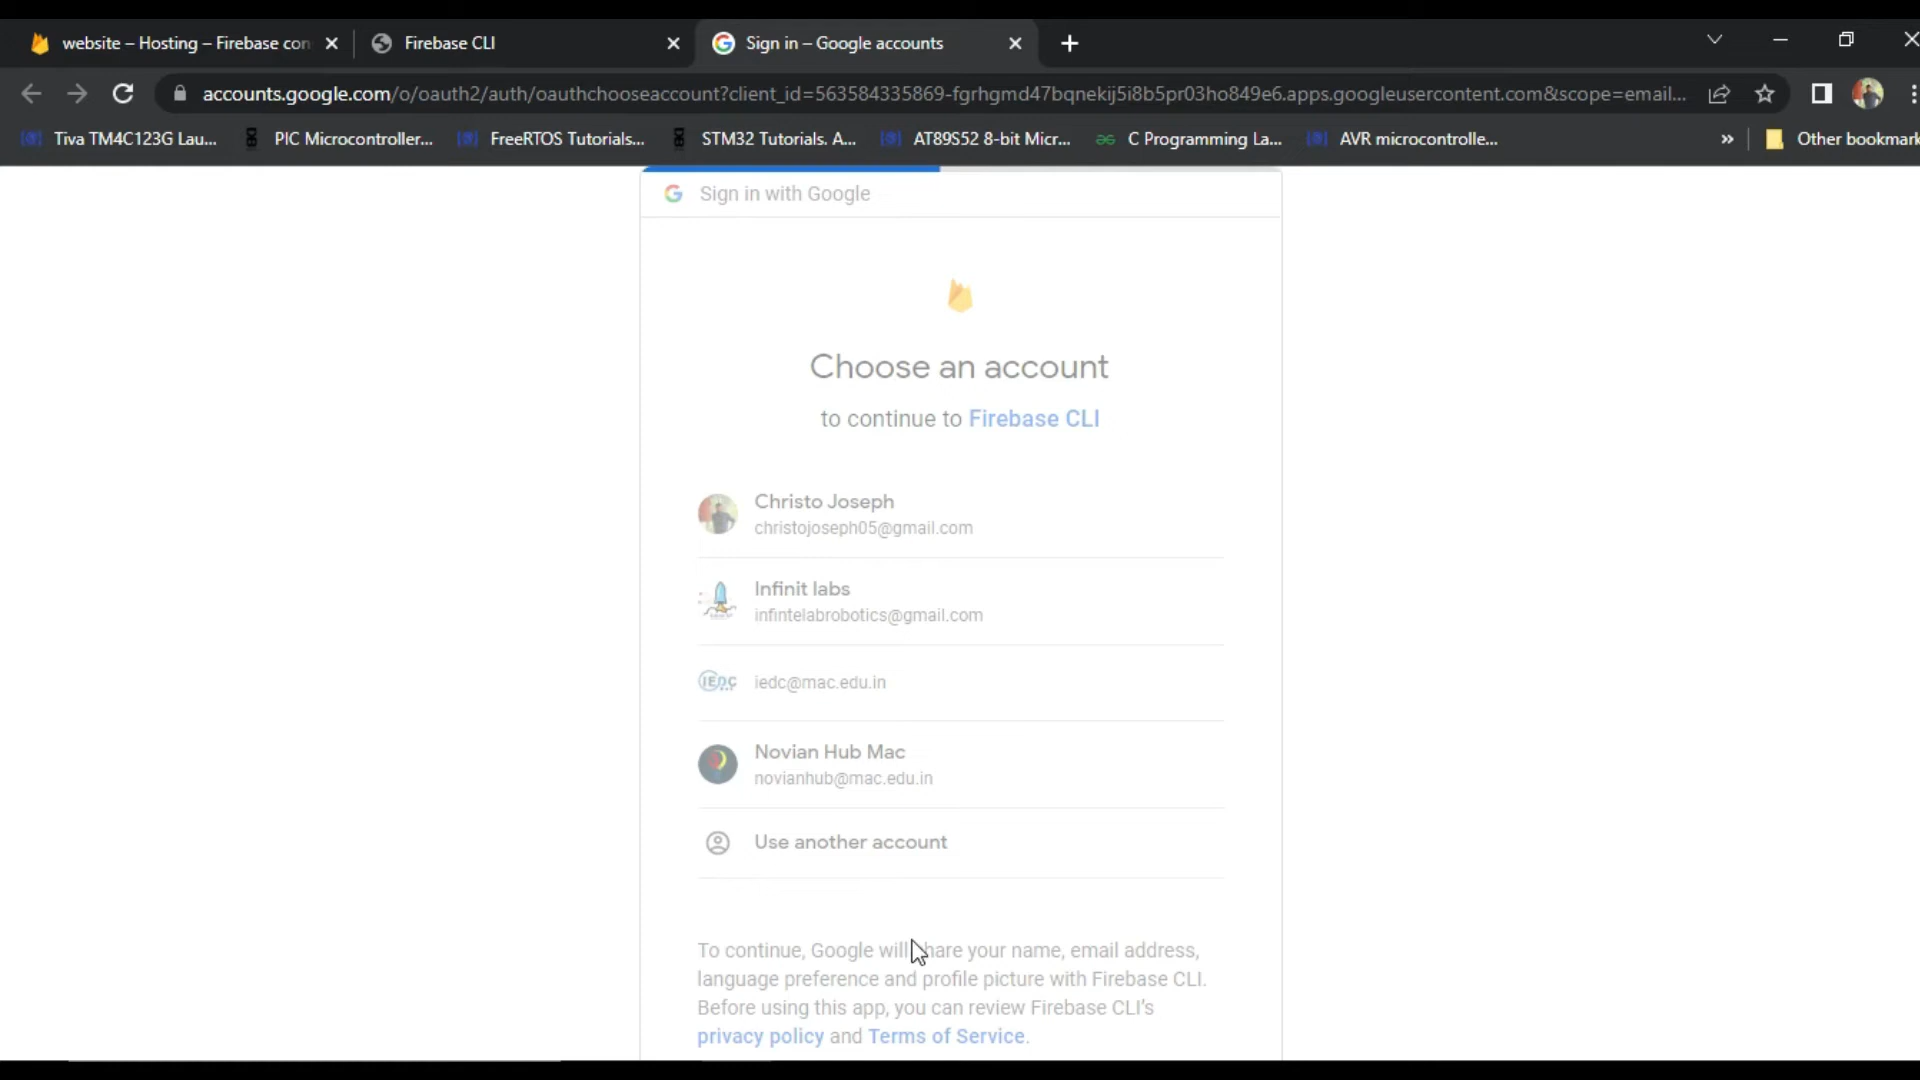 website – Hosting – Firebase con
Firebase CLI
Sign in – Google accounts
accounts.google.com/o/oauth2/auth/oauthchooseaccount?client_id=563584335869-fgrhgmd47bqnekij5i8b5pr03ho849e6.apps.googleusercontent.com&scope=email...
Tiva TM4C123G Lau...
PIC Microcontroller...
FreeRTOS Tutorials...
STM32 Tutorials. A...
AT89S52 8-bit Micr...
C Programming La...
AVR microcontrolle...
»
Other bookmark
Sign in with Google
Choose an account
to continue to Firebase CLI
Christo Joseph
christojoseph05@gmail.com
Infinit labs
infintelabrobotics@gmail.com
IEDC
iedc@mac.edu.in
Novian Hub Mac
novianhub@mac.edu.in
Use another account
To continue, Google will share your name, email address,
language preference and profile picture with Firebase CLI.
Before using this app, you can review Firebase CLI's
privacy policy and Terms of Service.